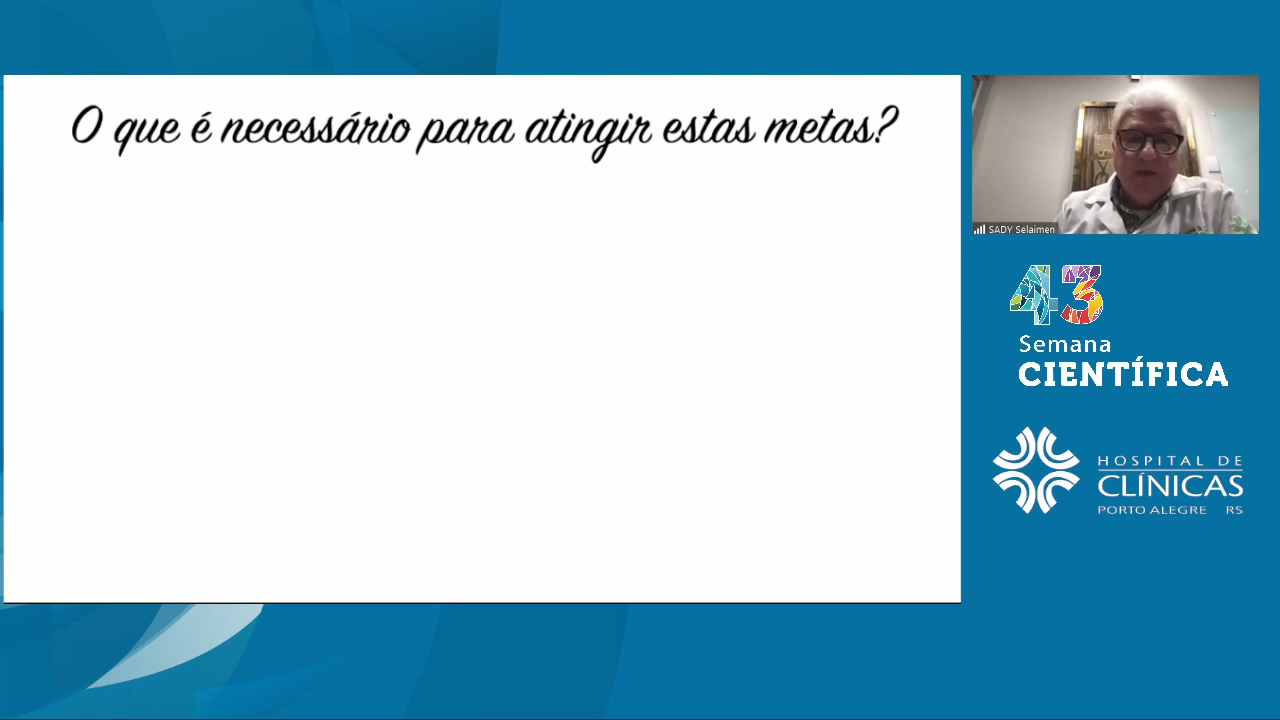 O que é necessário para atingir estas metas?
SADY Selaimen
43
Semana
CIENTÍFICA
HOSPITAL DE
CLÍNICAS
PORTO ALEGRE RS